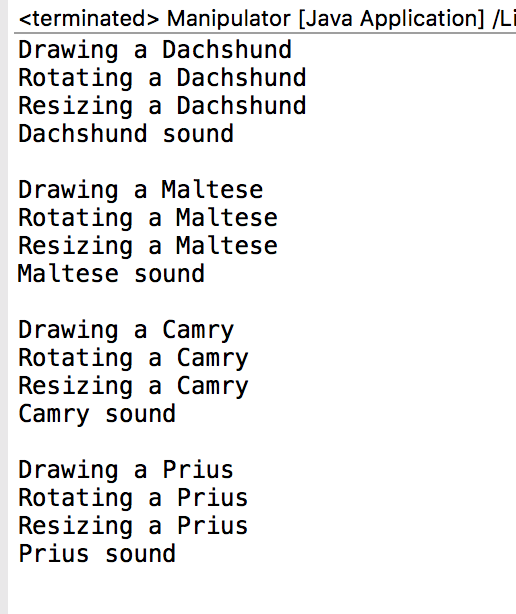 <terminated> Manipulator [Java Application] /Li
Drawing a Dachshund
Rotating a Dachshund
Resizing a Dachshund
Dachshund sound

Drawing a Maltese
Rotating a Maltese
Resizing a Maltese
Maltese sound

Drawing a Camry
Rotating a Camry
Resizing a Camry
Camry sound

Drawing a Prius
Rotating a Prius
Resizing a Prius
Prius sound